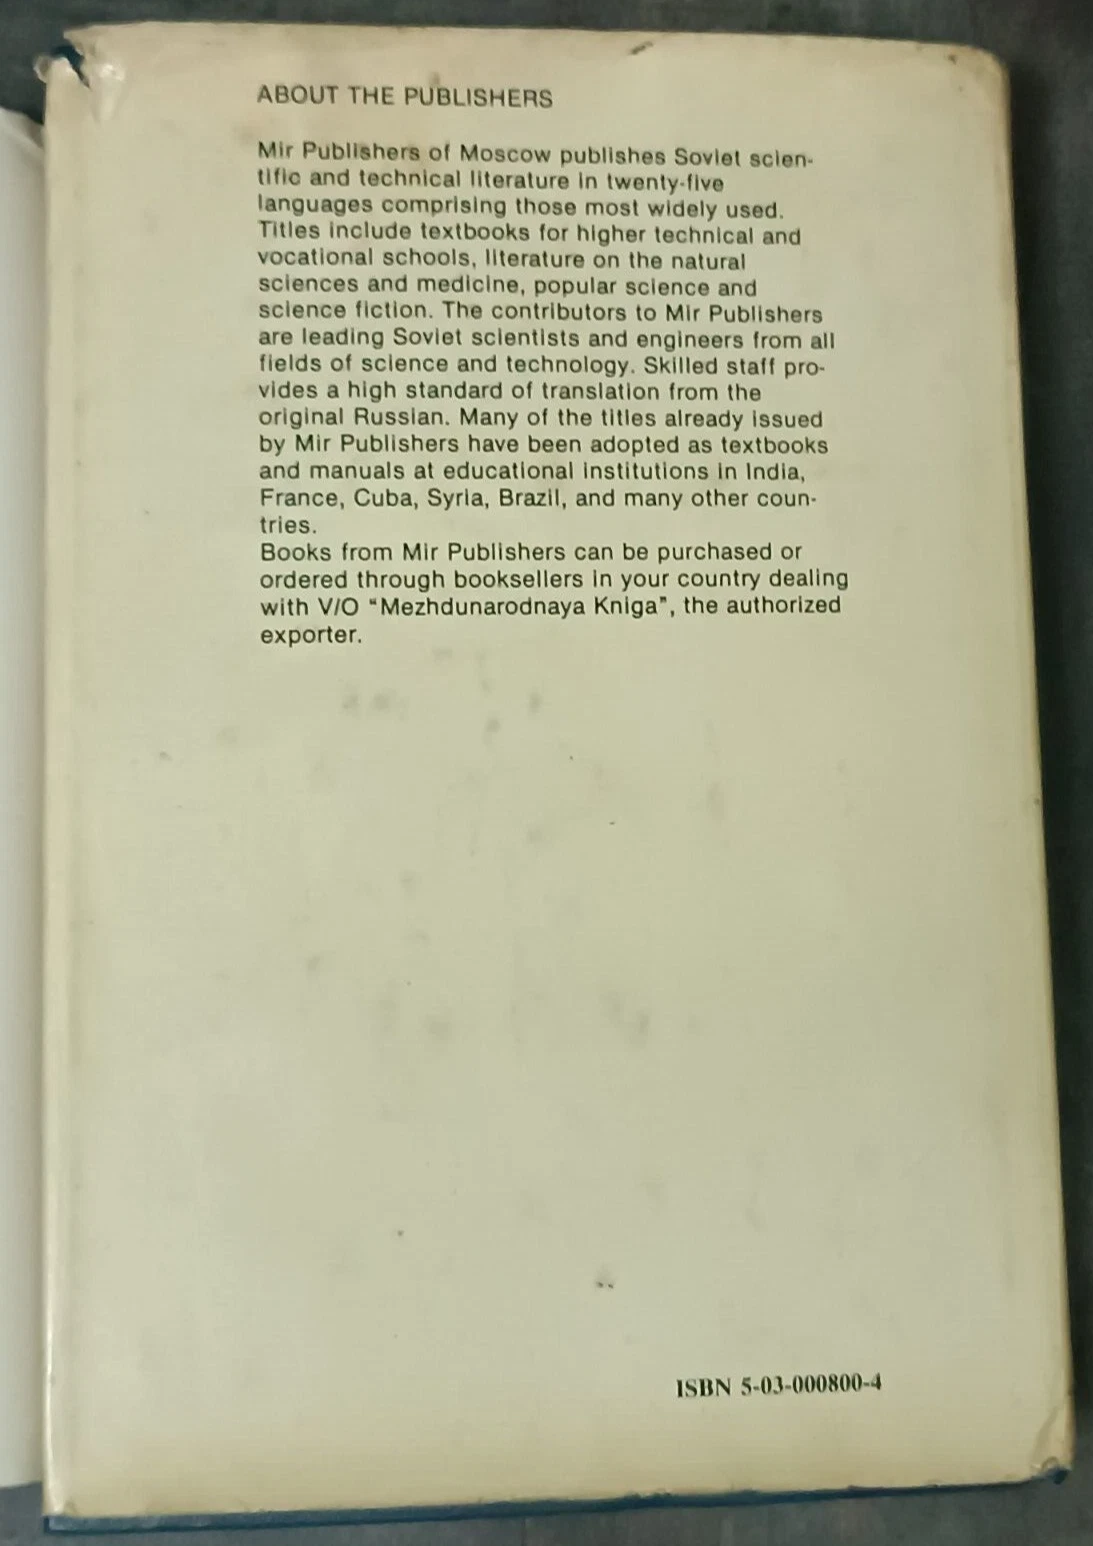 ABOUT THE PUBLISHERS
Mir Publishers of Moscow publishes Soviet scien-
tific and technical literature in twenty-five
languages comprising those most widely used.
Titles include textbooks for higher technical and
vocational schools, literature on the natural
sciences and medicine, popular science and
science fiction. The contributors to Mir Publishers
are leading Soviet scientists and engineers from all
fields of science and technology. Skilled staff pro-
vides a high standard of translation from the
original Russian. Many of the titles already issued
by Mir Publishers have been adopted as textbooks
and manuals at educational institutions in India,
France, Cuba, Syria, Brazil, and many other coun-
tries.
Books from Mir Publishers can be purchased or
ordered through booksellers in your country dealing
with V/O “Mezhdunarodnaya Kniga”, the authorized
exporter.
ISBN 5-03-000800-4